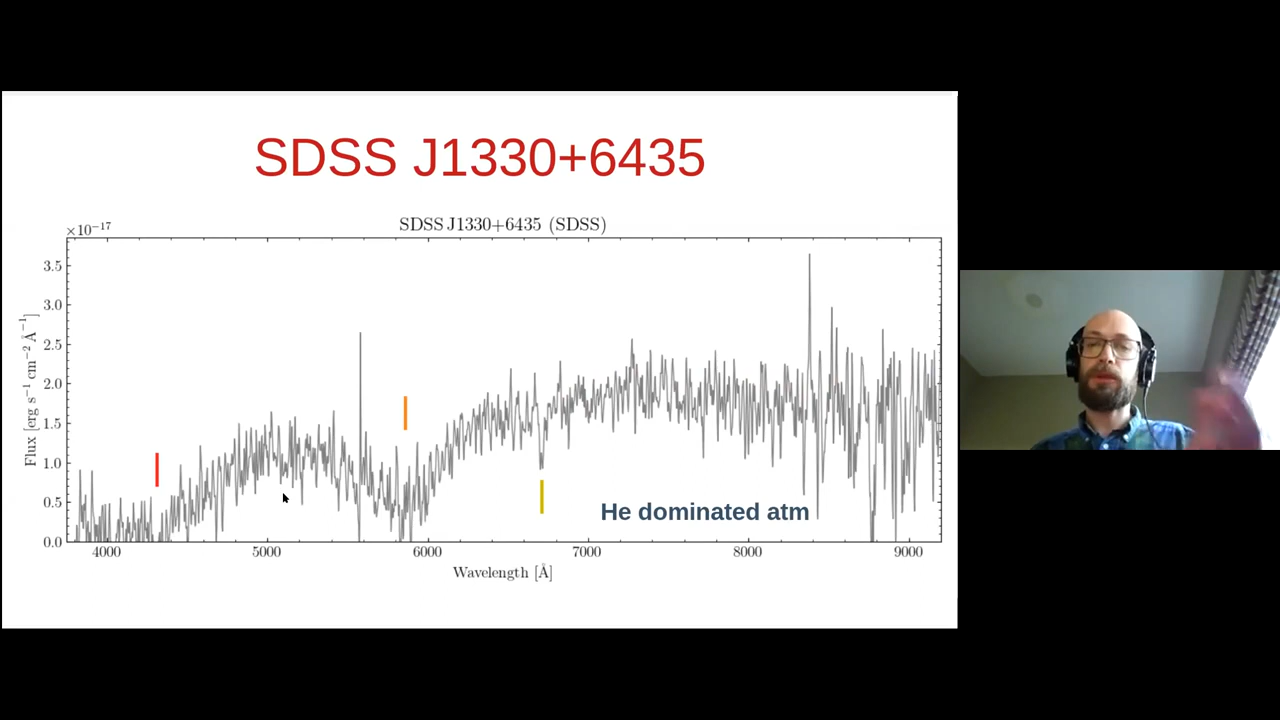 SDSS J1330+6435
SDSS J1330+6435 (SDSS)
×10⁻¹⁷
3.5
3.0
2.5
2.0
1.5
1.0
0.5
0.0
Flux [erg s⁻¹ cm⁻² Å⁻¹]
He dominated atm
4000 5000 6000 7000 8000 9000
Wavelength [Å]